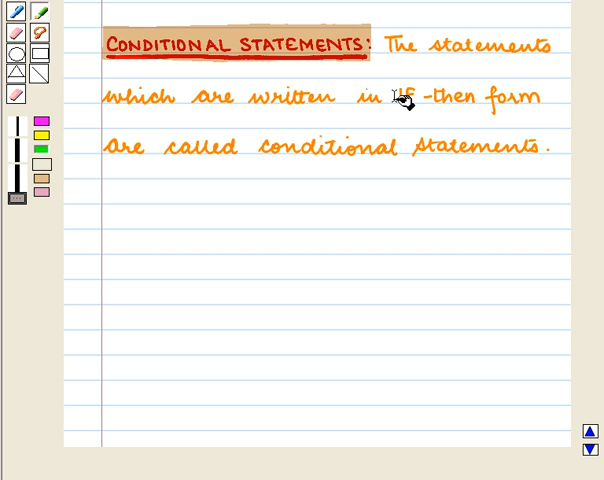 CONDITIONAL STATEMENTS: The statements
which are written in if -then form
are called conditional statements.